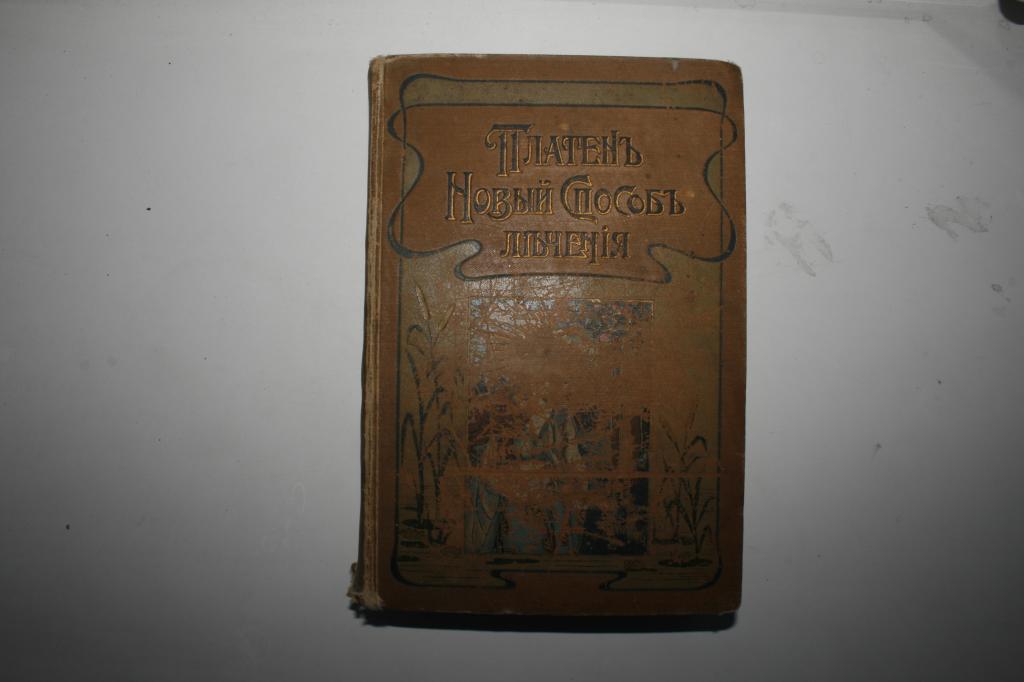 Платенъ
Новый Способъ
лѣченія